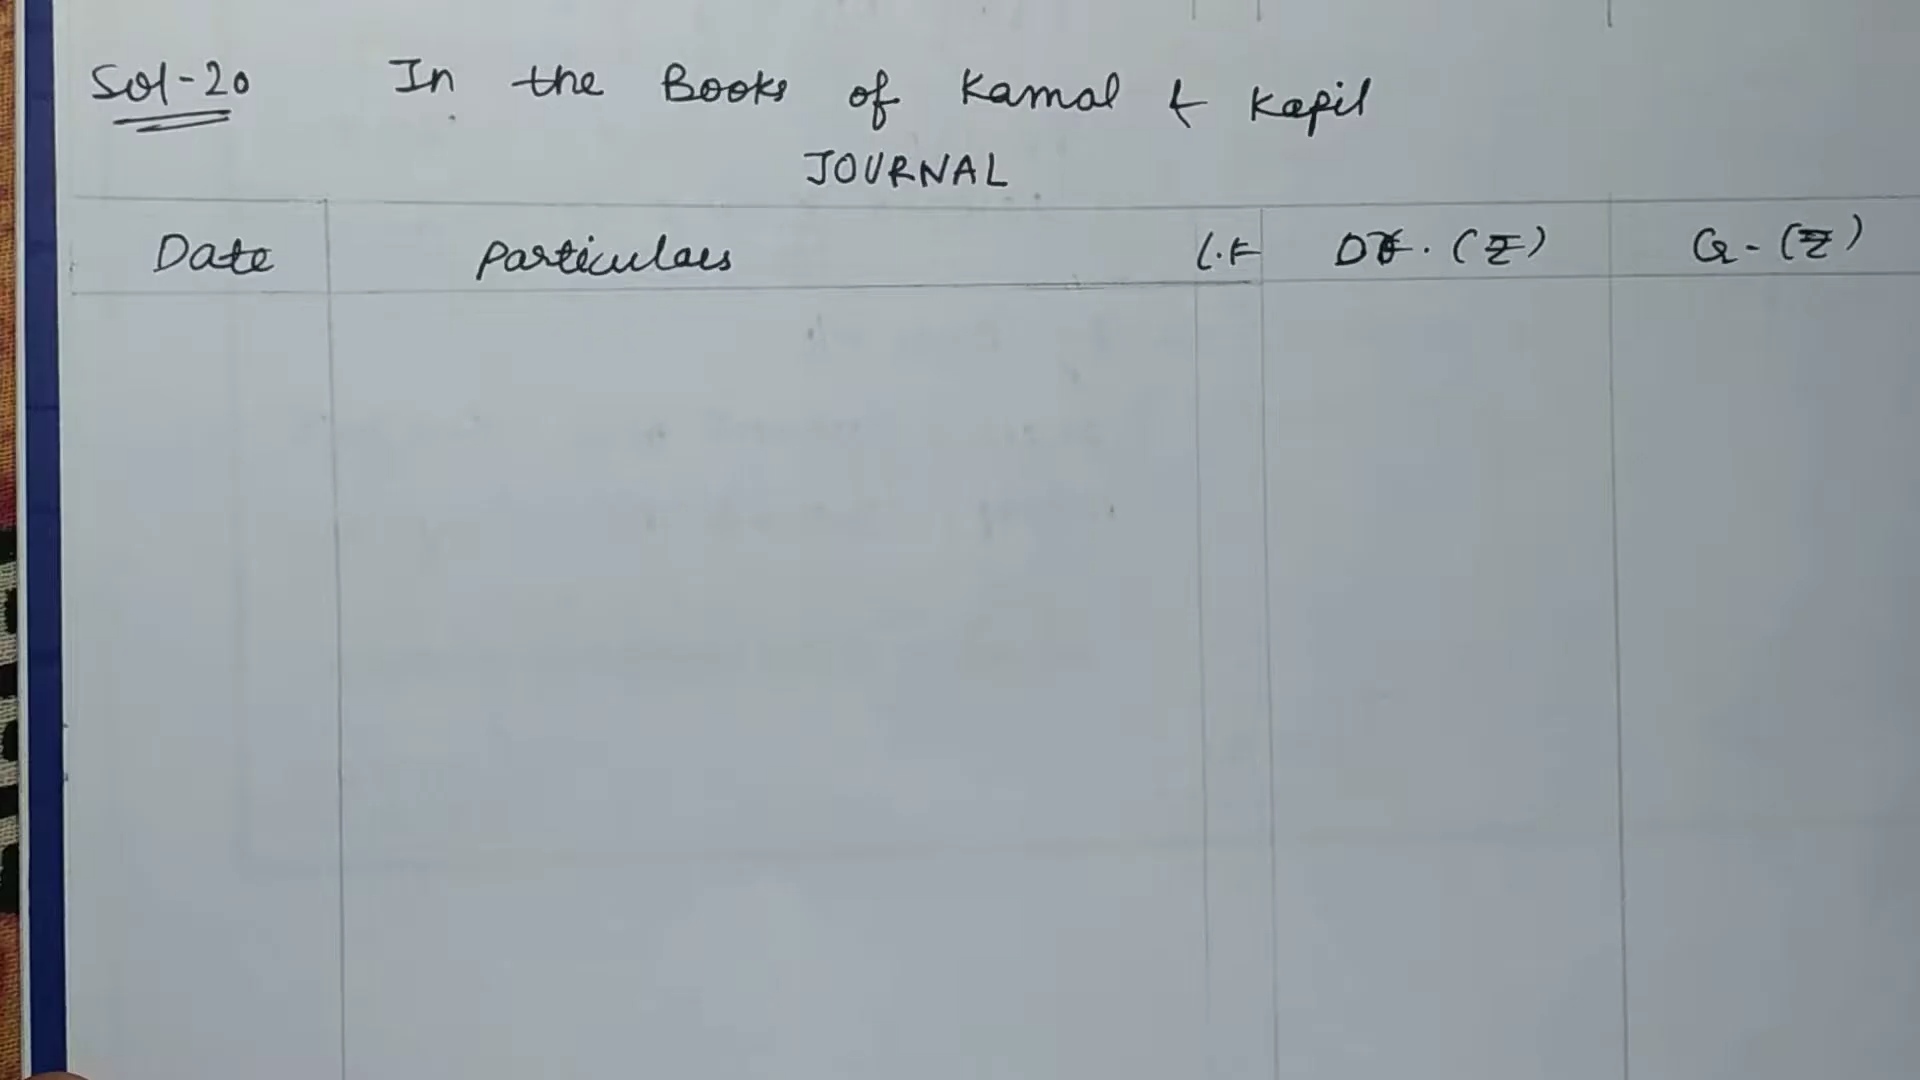 Sol-20 In the Books of Kamal & Kapil
JOURNAL
Date Particulars L.F Dr. (₹) Cr. (₹)